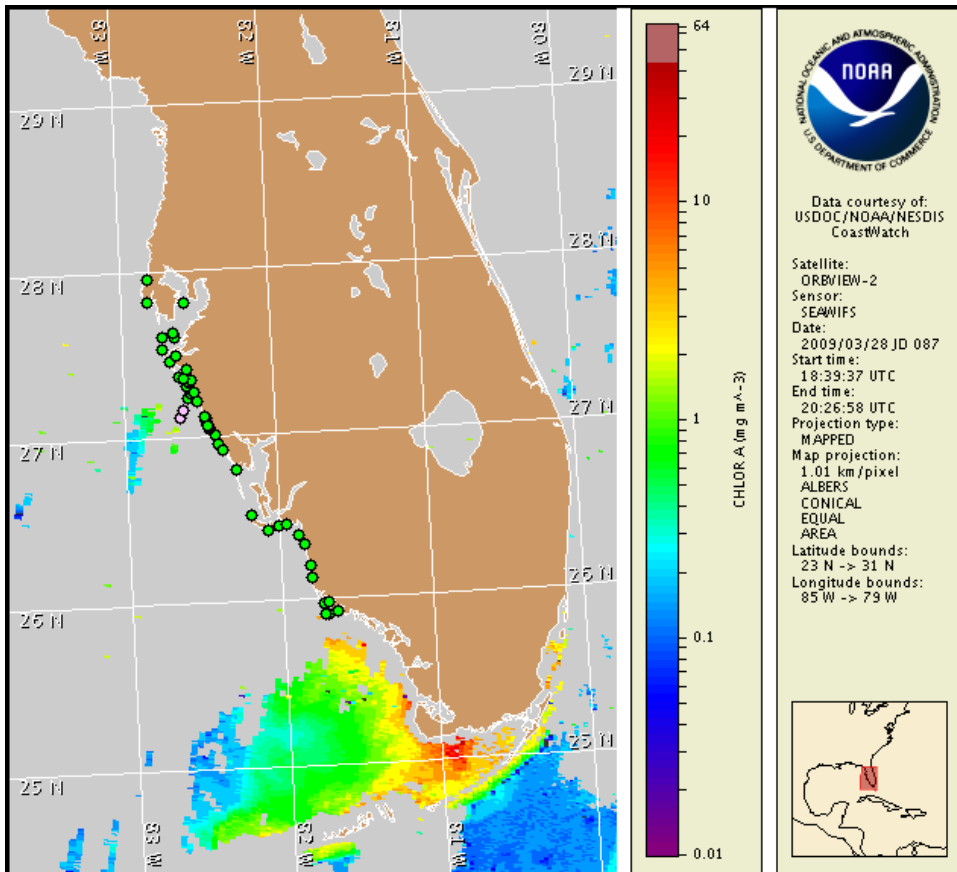 83 W
82 W
81 W
80 W
29 N
29 N
28 N
28 N
27 N
27 N
26 N
26 N
25 N
25 N
83 W
82 W
81 W
64
10
1
0.1
0.01
CHLOR A (mg m^-3)
NATIONAL OCEANIC AND ATMOSPHERIC ADMINISTRATION
NOAA
U.S. DEPARTMENT OF COMMERCE
Data courtesy of:
USDOC/NOAA/NESDIS
CoastWatch
Satellite:
ORBVIEW-2
Sensor:
SEAWIFS
Date:
2009/03/28 JD 087
Start time:
18:39:37 UTC
End time:
20:26:58 UTC
Projection type:
MAPPED
Map projection:
1.01 km/pixel
ALBERS
CONICAL
EQUAL
AREA
Latitude bounds:
23 N -> 31 N
Longitude bounds:
85 W -> 79 W